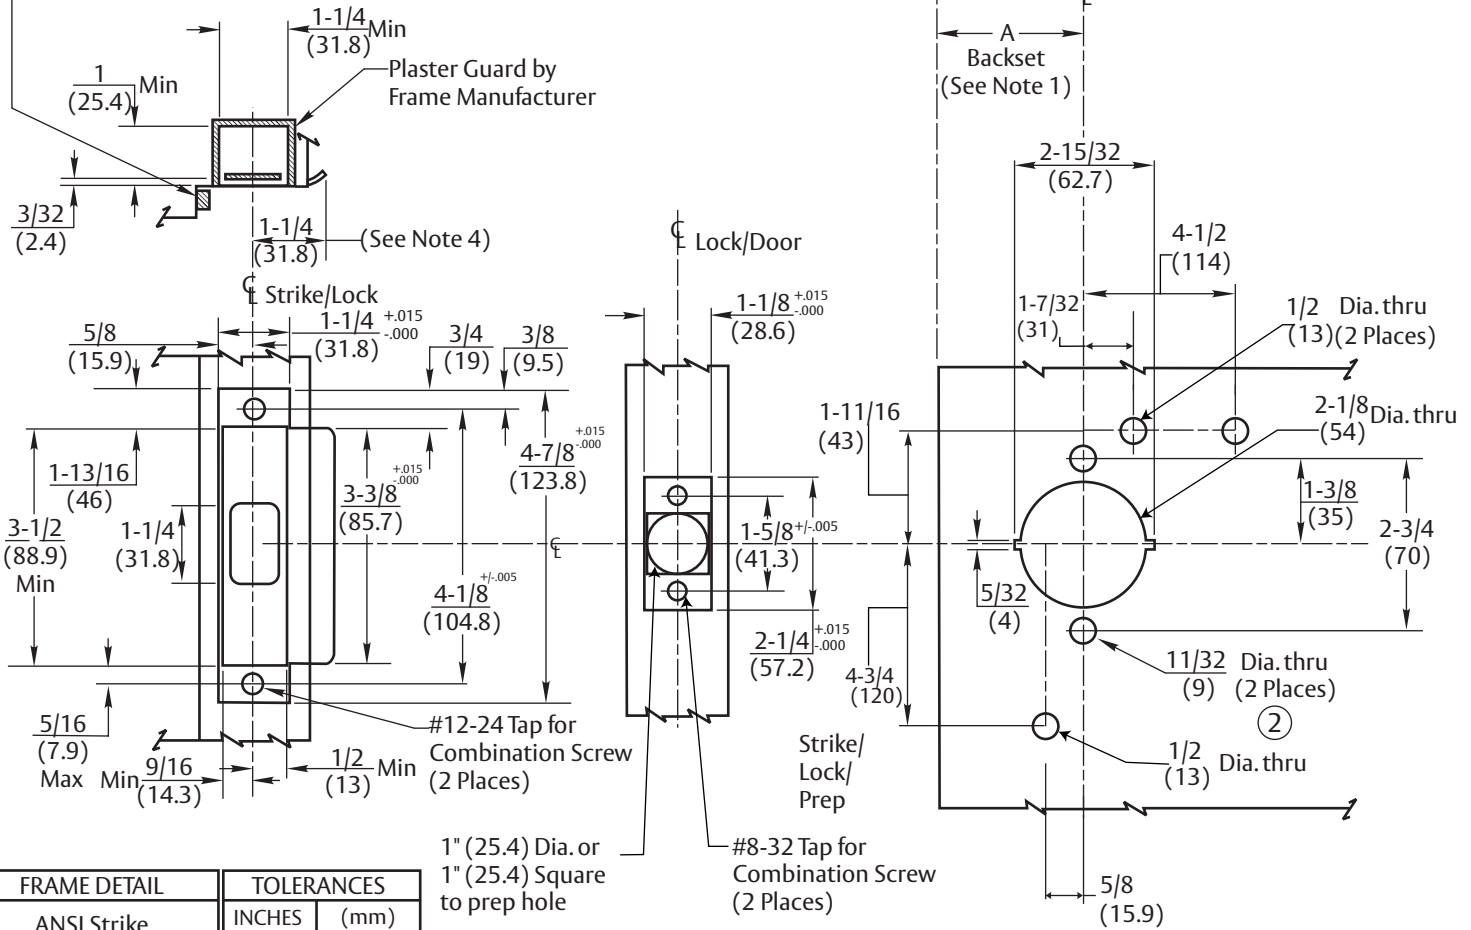 1-1/4 Min
(31.8)
1 Min
(25.4)
Plaster Guard by
Frame Manufacturer
3/32
(2.4)
1-1/4
(31.8)
(See Note 4)
A
Backset
(See Note 1)
2-15/32
(62.7)
4-1/2
(114)
1-7/32
(31)
1/2 Dia. thru
(13) (2 Places)
2-1/8 Dia. thru
(54)
℄ Lock/Door
1-1/8 +.015 -.000
(28.6)
℄ Strike/Lock
1-1/4 +.015 -.000
(31.8)
5/8
(15.9)
3/4
(19)
3/8
(9.5)
1-13/16
(46)
3-1/2
(88.9)
Min
1-1/4
(31.8)
3-3/8 +.015 -.000
(85.7)
4-7/8 +.015 -.000
(123.8)
4-1/8 +/-.005
(104.8)
℄
5/16
(7.9)
Max
Min 9/16
(14.3)
1/2 Min
(13)
#12-24 Tap for
Combination Screw
(2 Places)
1-5/8 +/-.005
(41.3)
2-1/4 +.015 -.000
(57.2)
1" (25.4) Dia. or
1" (25.4) Square
to prep hole
#8-32 Tap for
Combination Screw
(2 Places)
1-11/16
(43)
4-3/4
(120)
Strike/
Lock/
Prep
5/32
(4)
1-3/8
(35)
2-3/4
(70)
11/32 Dia. thru
(9) (2 Places)
2
1/2 Dia. thru
(13)
5/8
(15.9)
FRAME DETAIL
ANSI Strike
TOLERANCES
INCHES (mm)